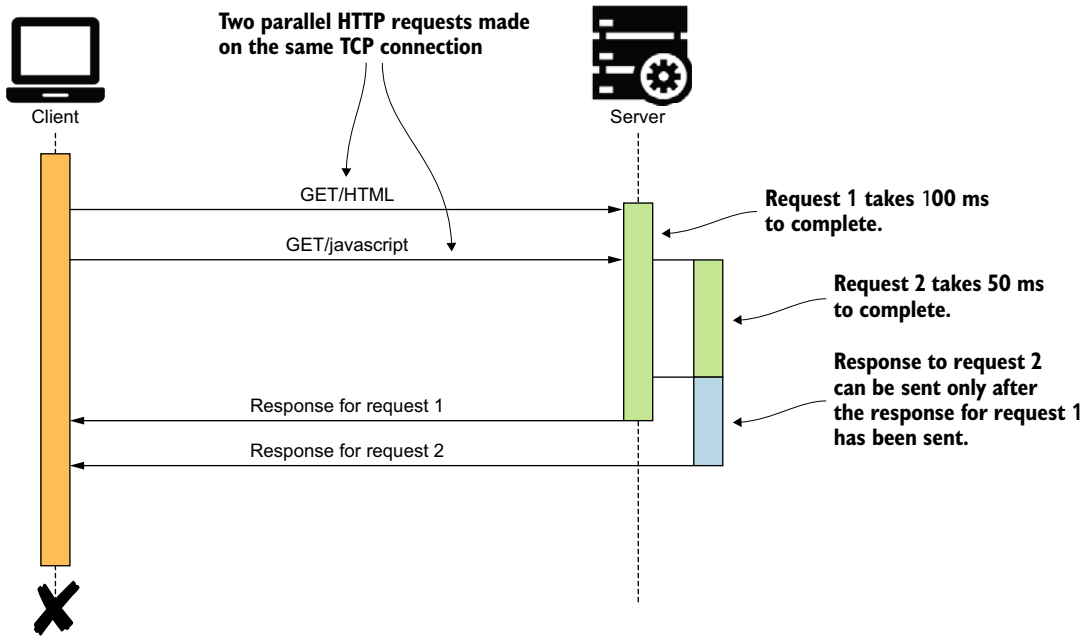 Two parallel HTTP requests made
on the same TCP connection
Client
Server
GET/HTML
Request 1 takes 100 ms
to complete.
GET/javascript
Request 2 takes 50 ms
to complete.
Response to request 2
can be sent only after
the response for request 1
has been sent.
Response for request 1
Response for request 2